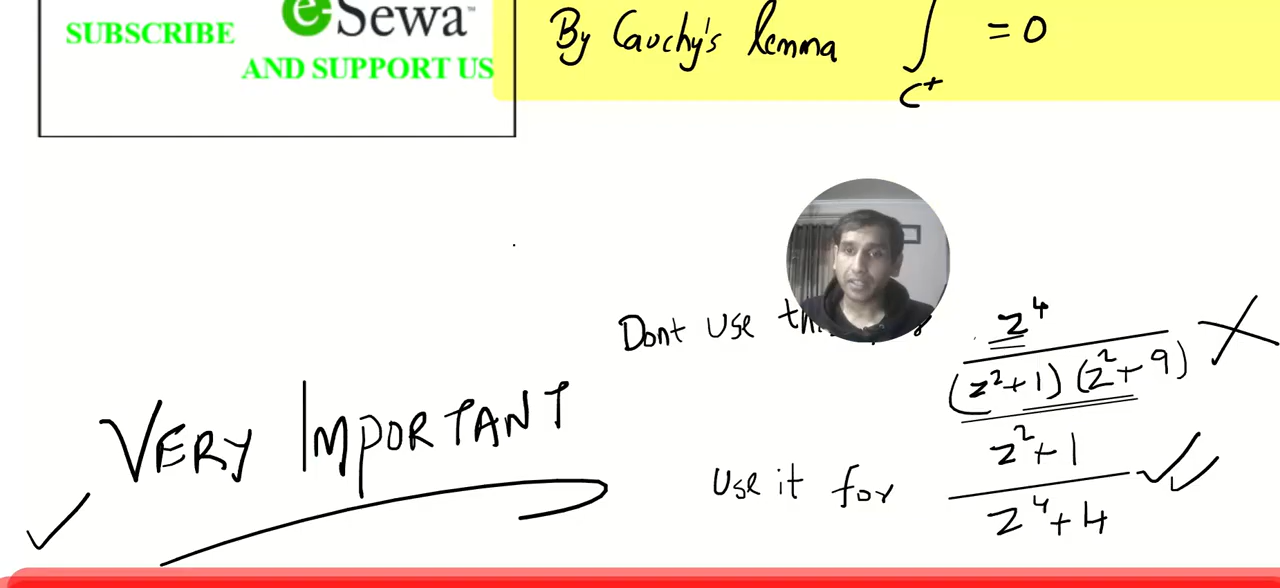 e-Sewa™
SUBSCRIBE
AND SUPPORT US
By Cauchy's lemma ∫ = 0
C⁺
Dont use
z⁴
(z²+1) (z²+9)
VERY IMPORTANT
Use it for
z²+1
z⁴+4